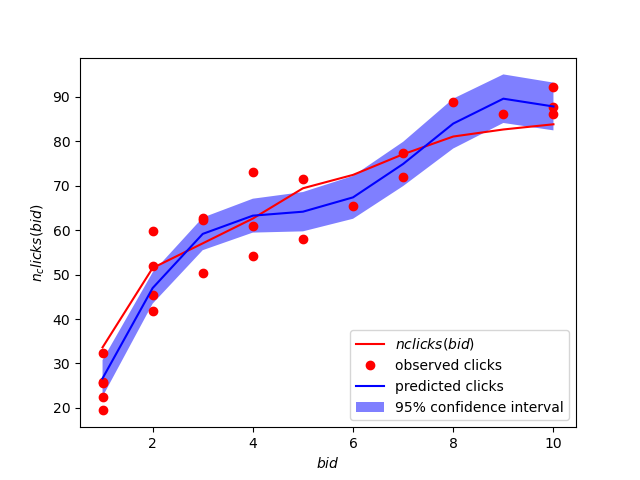 90
80
70
60
50
40
30
20
n_clicks(bid)
nclicks(bid)
observed clicks
predicted clicks
95% confidence interval
2
4
6
8
10
bid